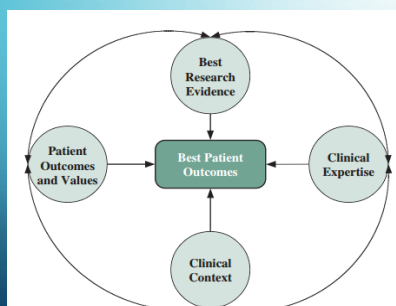 Best
Research
Evidence
Patient
Outcomes
and Values
Best Patient
Outcomes
Clinical
Expertise
Clinical
Context